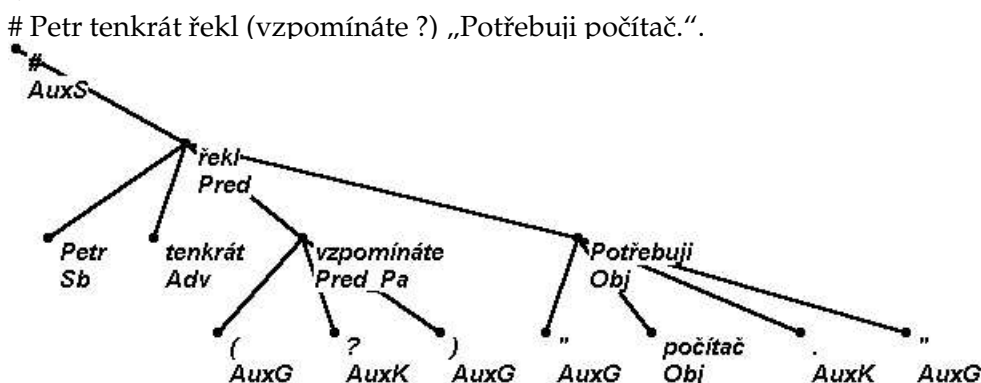 # Petr tenkrát řekl (vzpomínáte ?) „Potřebuji počítač.“.
#
AuxS
řekl
Pred
Petr tenkrát vzpomínáte Potřebuji
Sb Adv Pred_Pa Obj
( ? ) " počítač . "
AuxG AuxK AuxG AuxG Obj AuxK AuxG